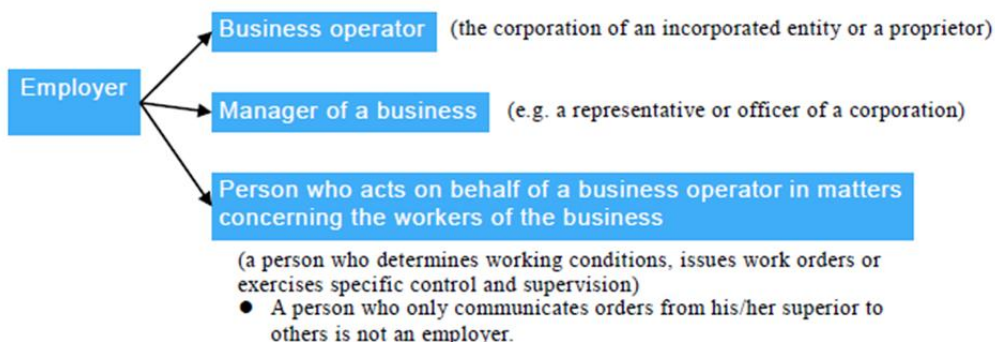 Business operator (the corporation of an incorporated entity or a proprietor)
Employer
Manager of a business (e.g. a representative or officer of a corporation)
Person who acts on behalf of a business operator in matters
concerning the workers of the business
(a person who determines working conditions, issues work orders or
exercises specific control and supervision)
● A person who only communicates orders from his/her superior to
others is not an employer.